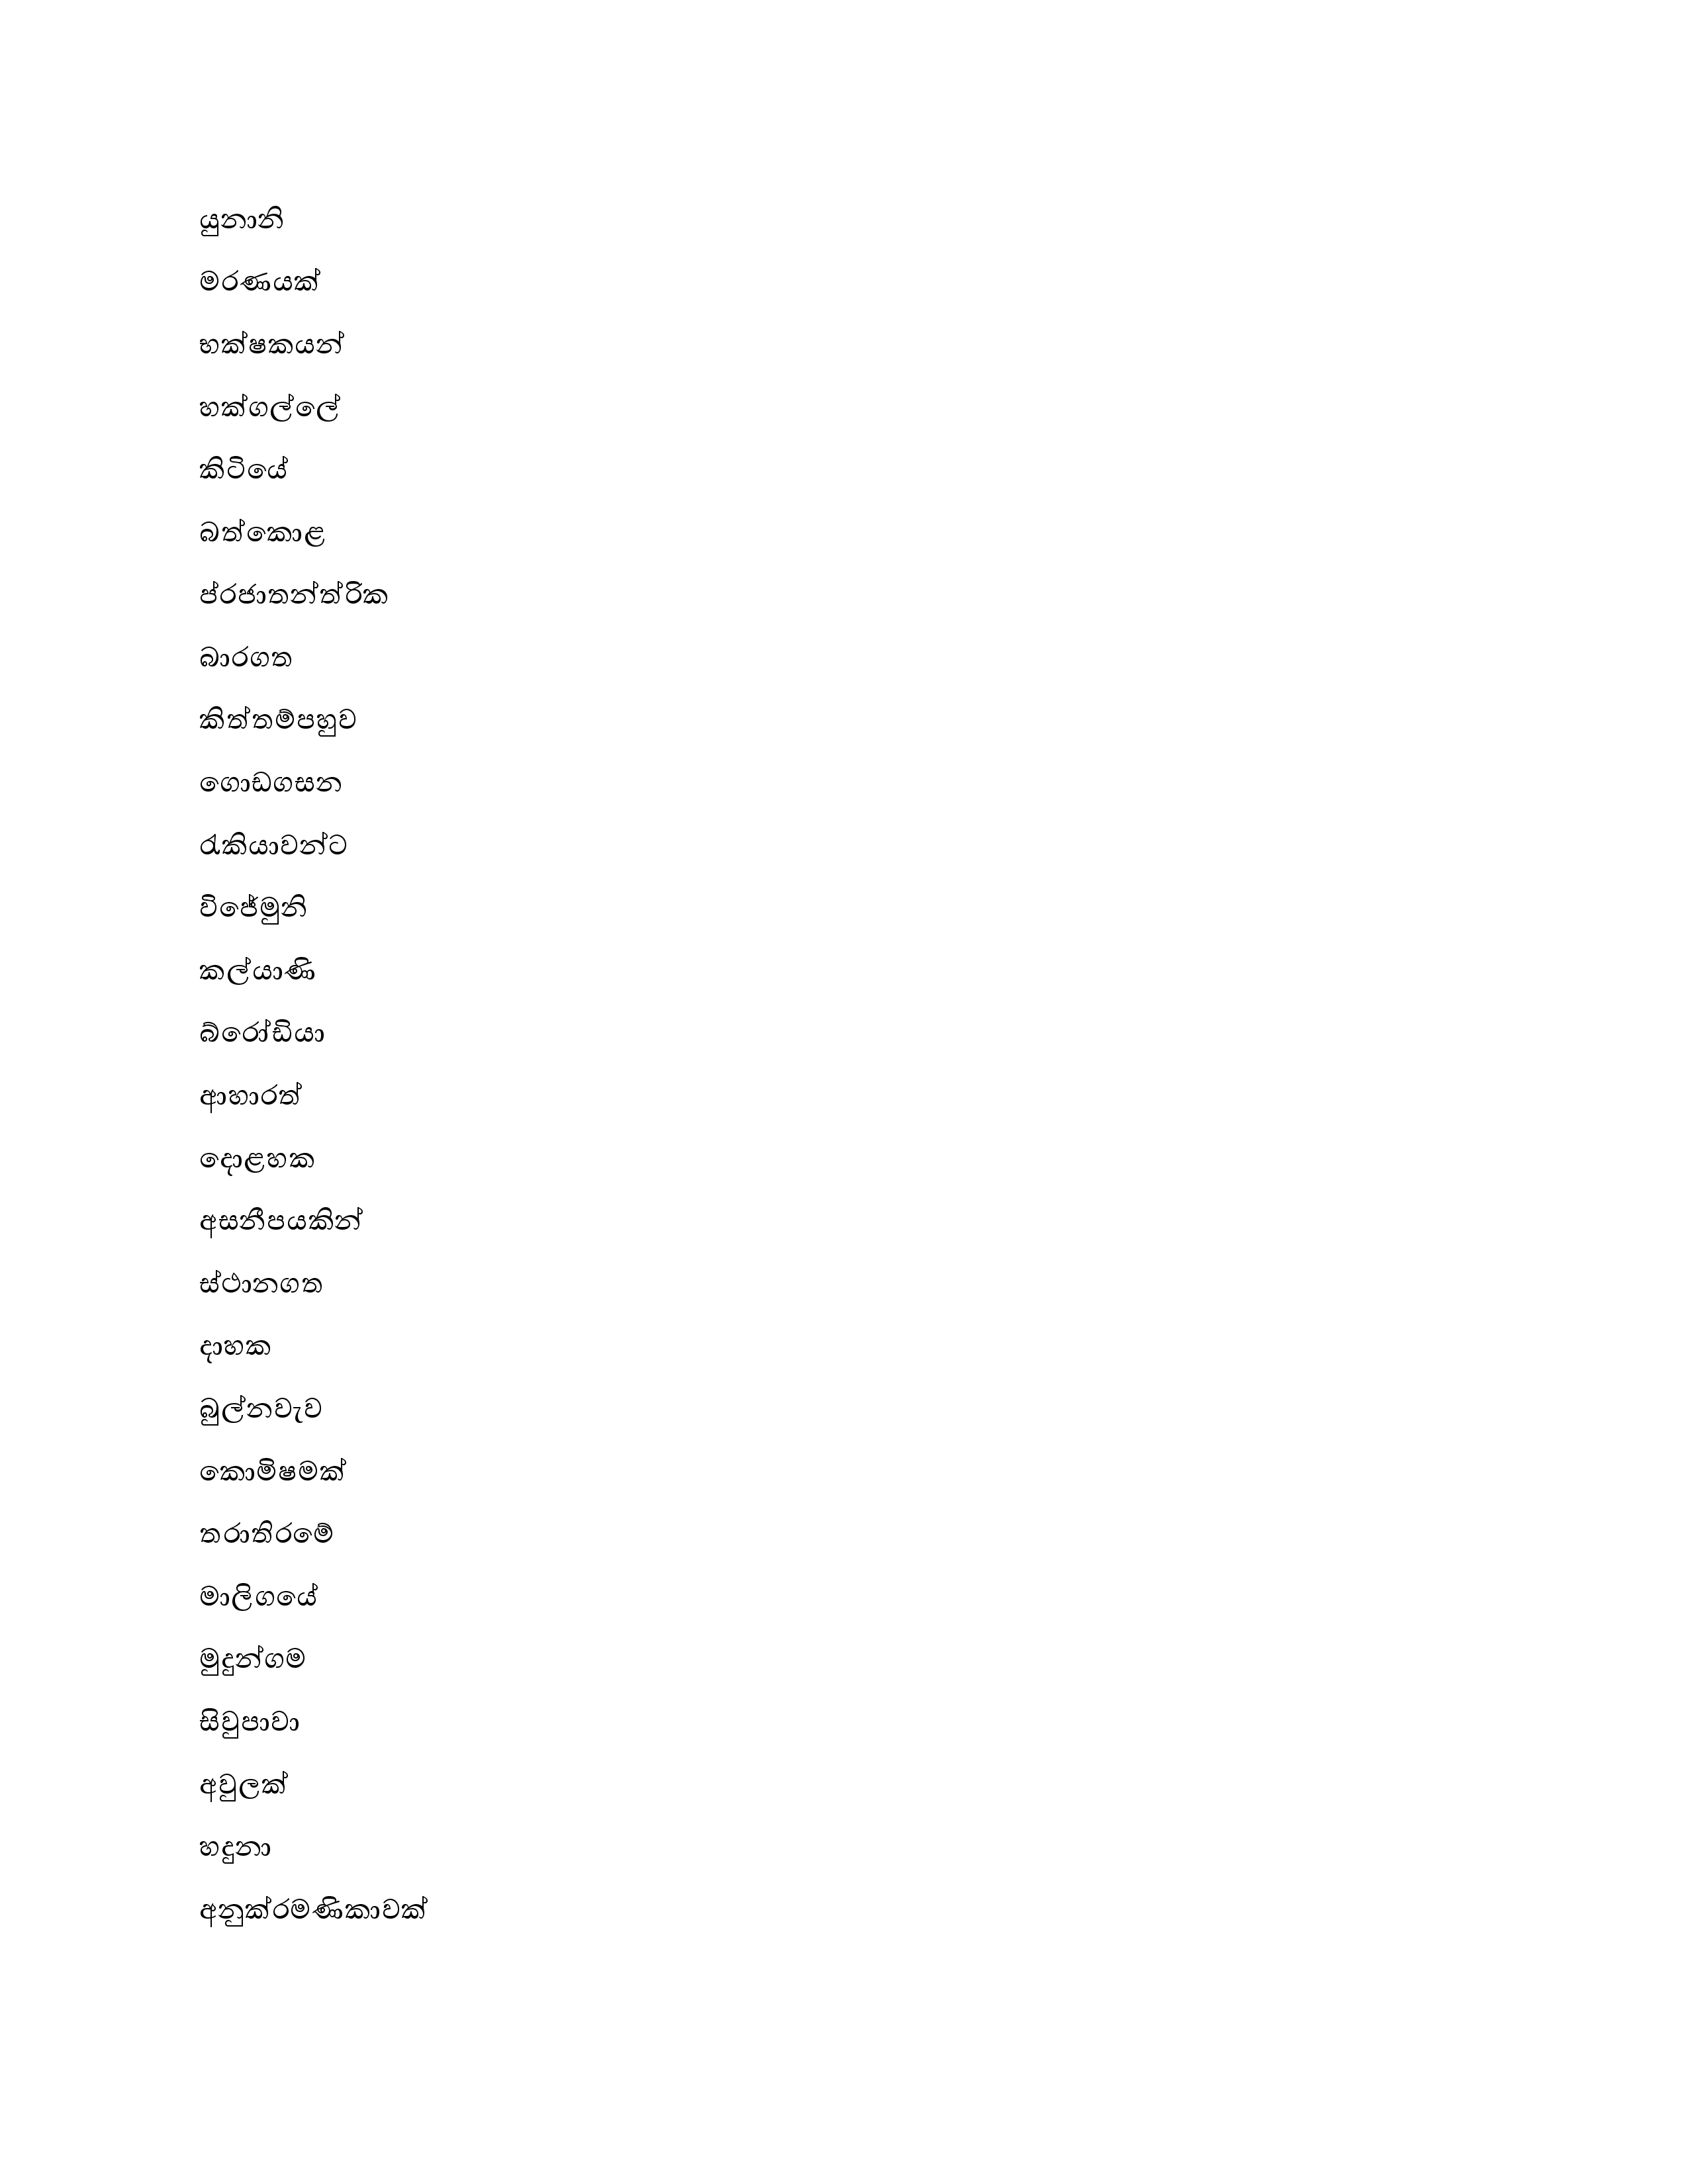 යුනානි
මරණයක්
භක්ෂකයන්
හක්ගල්ලේ
කිටියේ
බත්කොළ
ප්රජාතන්ත්රික
බාරගත
කිත්තම්පහුව
ගොඩගසන
රැකියාවන්ට
විජේමුනි
කල්යාණි
බ්රෝඩියා
ආහාරත්
දොළහක
අසනීපයකින්
ස්ථානගත
දාහක
බුල්නවැව
කොමිෂමක්
තරාතිරමේ
මාලිගයේ
මුදුන්ගම
සිවුපාවා
අවුලක්
හදුනා
අනුක්රමණිකාවක්